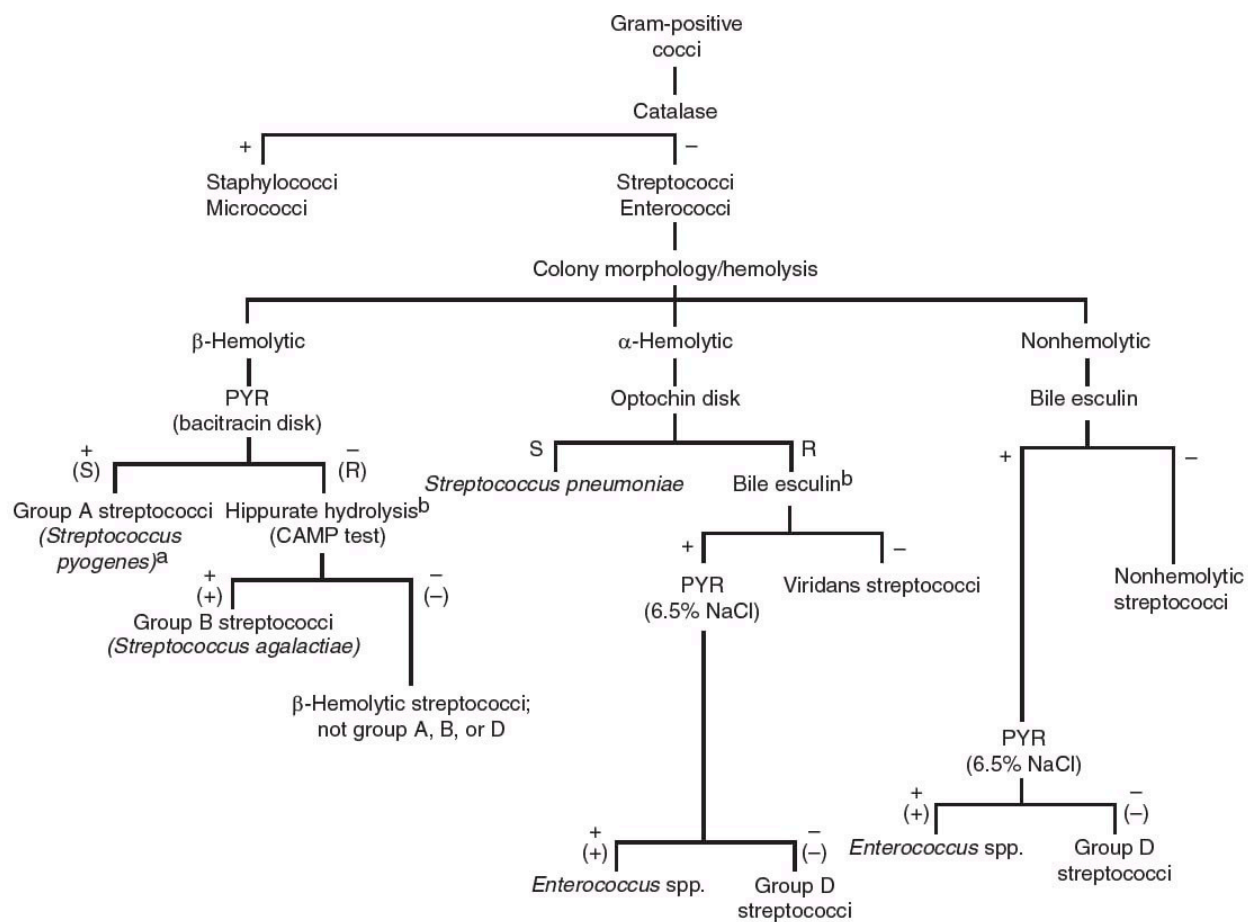 Gram-positive
cocci
Catalase
+
–
Staphylococci
Micrococci
Streptococci
Enterococci
Colony morphology/hemolysis
β-Hemolytic
α-Hemolytic
Nonhemolytic
PYR
(bacitracin disk)
Optochin disk
Bile esculin
+
(S)
–
(R)
S
R
+
–
Group A streptococci
(Streptococcus
pyogenes)a
Hippurate hydrolysisb
(CAMP test)
Streptococcus pneumoniae
Bile esculinb
+
(+)
–
(–)
+
–
Group B streptococci
(Streptococcus agalactiae)
PYR
(6.5% NaCl)
Viridans streptococci
Nonhemolytic
streptococci
β-Hemolytic streptococci;
not group A, B, or D
PYR
(6.5% NaCl)
+
(+)
–
(–)
+
(+)
–
(–)
Enterococcus spp.
Group D
streptococci
Enterococcus spp.
Group D
streptococci